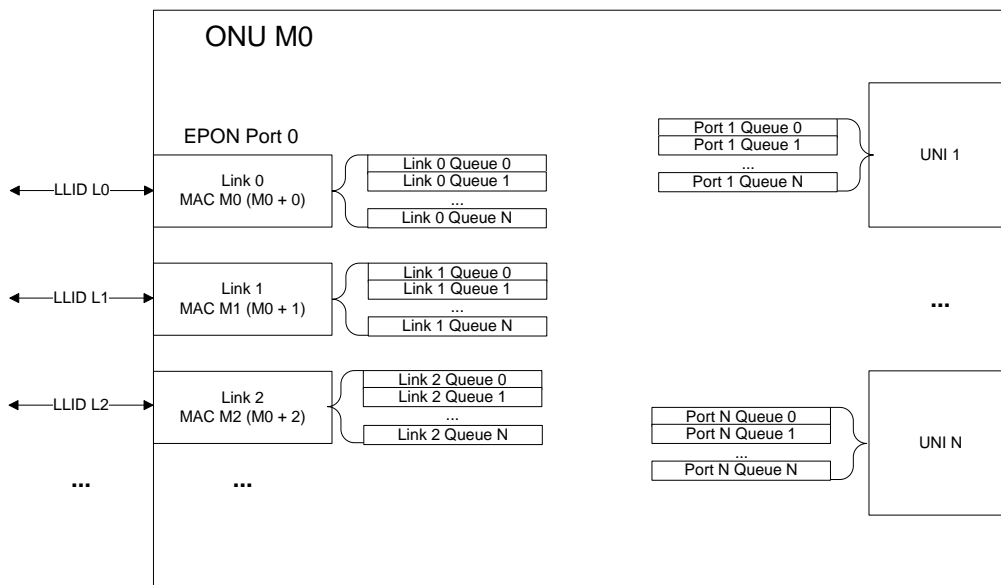 ONU M0
EPON Port 0
LLID L0
Link 0
MAC M0 (M0 + 0)
Link 0 Queue 0
Link 0 Queue 1
...
Link 0 Queue N
LLID L1
Link 1
MAC M1 (M0 + 1)
Link 1 Queue 0
Link 1 Queue 1
...
Link 1 Queue N
LLID L2
Link 2
MAC M2 (M0 + 2)
Link 2 Queue 0
Link 2 Queue 1
...
Link 2 Queue N
...
...
Port 1 Queue 0
Port 1 Queue 1
...
Port 1 Queue N
UNI 1
...
Port N Queue 0
Port N Queue 1
...
Port N Queue N
UNI N